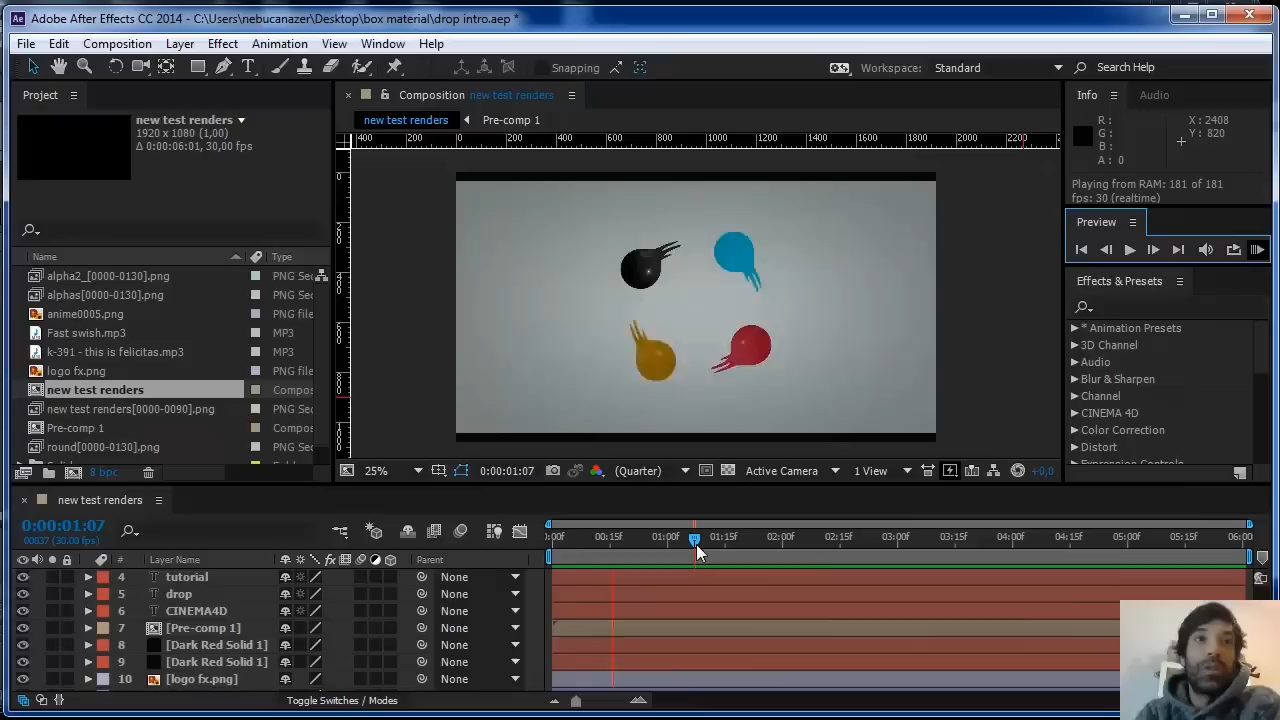 Adobe After Effects CC 2014 - C:\Users\nebucanazer\Desktop\box material\drop intro.aep *
File Edit Composition Layer Effect Animation View Window Help
Snapping
Workspace: Standard
Search Help
Project
new test renders
1920 x 1080 (1,00)
Δ 0:00:06:01, 30,00 fps
Name Type
alpha2_[0000-0130].png PNG Sec
alphas[0000-0130].png PNG Sec
anime0005.png PNG file
Fast swish.mp3 MP3
k-391 - this is felicitas.mp3 MP3
logo fx.png PNG file
new test renders Compos
new test renders[0000-0090].png PNG Sec
Pre-comp 1 Compos
round[0000-0130].png PNG Sec
8 bpc
Composition new test renders
new test renders Pre-comp 1
400 200 0 200 400 600 800 1000 1200 1400 1600 1800 2000 2200
25% 0:00:01:07 (Quarter) Active Camera 1 View +0,0
Info Audio
R: X: 2408
G: Y: 820
B:
A: 0
Playing from RAM: 181 of 181
fps: 30 (realtime)
Preview
Effects & Presets
* Animation Presets
3D Channel
Audio
Blur & Sharpen
Channel
CINEMA 4D
Color Correction
Distort
Expression Controls
new test renders
0:00:01:07
00037 (30.00 fps)
:00f 00:15f 01:00f 01:15f 02:00f 02:15f 03:00f 03:15f 04:00f 04:15f 05:00f 05:15f 06:00
# Layer Name fx Parent
4 T tutorial None
5 T drop None
6 T CINEMA4D None
7 [Pre-comp 1] None
8 [Dark Red Solid 1] None
9 [Dark Red Solid 1] None
10 [logo fx.png] None
Toggle Switches / Modes